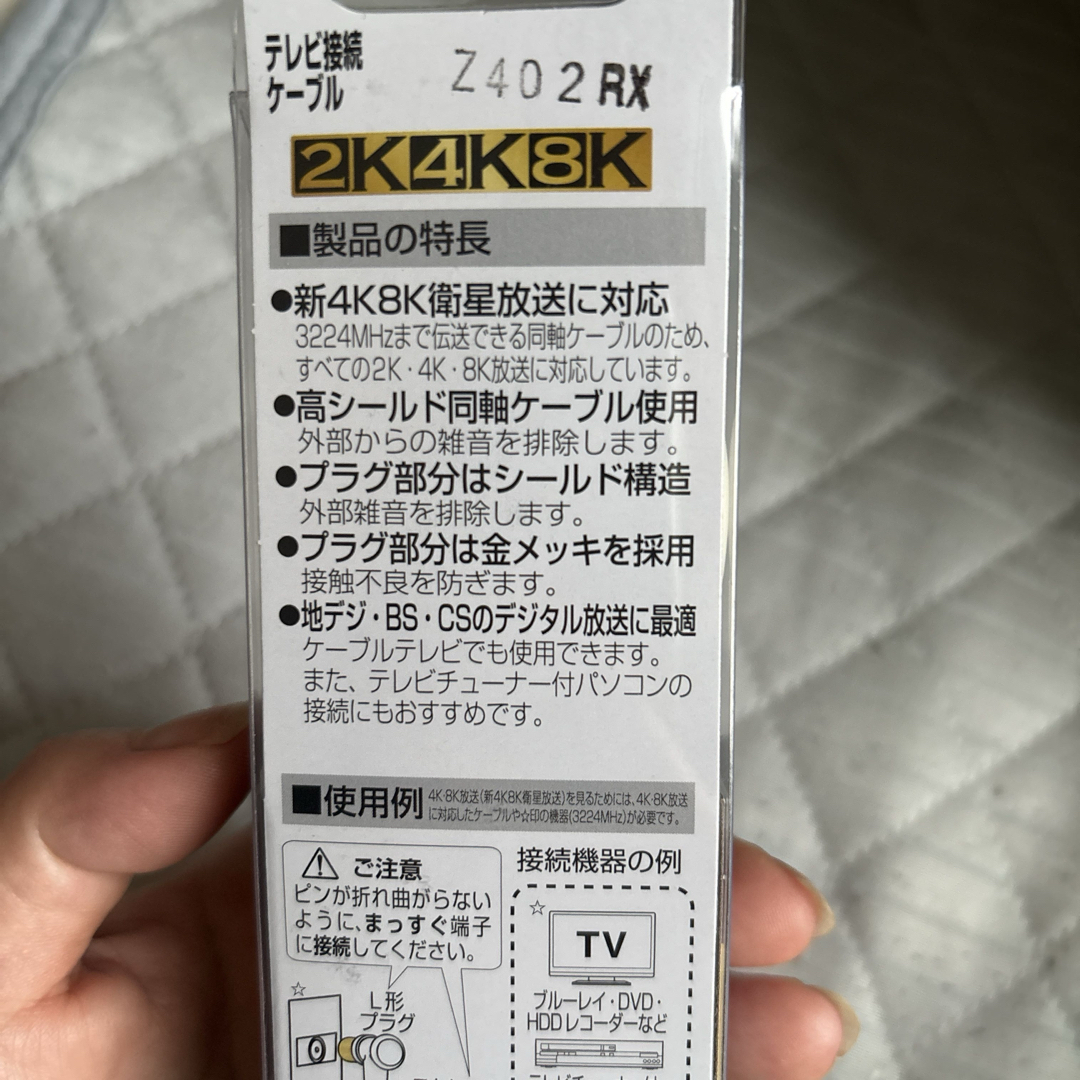 テレビ接続
ケーブル
Z402RX
2K4K8K
■製品の特長
●新4K8K衛星放送に対応
3224MHzまで伝送できる同軸ケーブルのため、
すべての2K・4K・8K放送に対応しています。
●高シールド同軸ケーブル使用
外部からの雑音を排除します。
●プラグ部分はシールド構造
外部雑音を排除します。
●プラグ部分は金メッキを採用
接触不良を防ぎます。
●地デジ・BS・CSのデジタル放送に最適
ケーブルテレビでも使用できます。
また、テレビチューナー付パソコンの
接続にもおすすめです。
■使用例
4K・8K放送(新4K8K衛星放送)を見るためには、4K・8K放送
に対応したケーブルや☆印の機器(3224MHz)が必要です。
ご注意
ピンが折れ曲がらない
ように、まっすぐ端子
に接続してください。
☆
L形
プラグ
接続機器の例
☆
TV
ブルーレイ・DVD・
HDDレコーダーなど